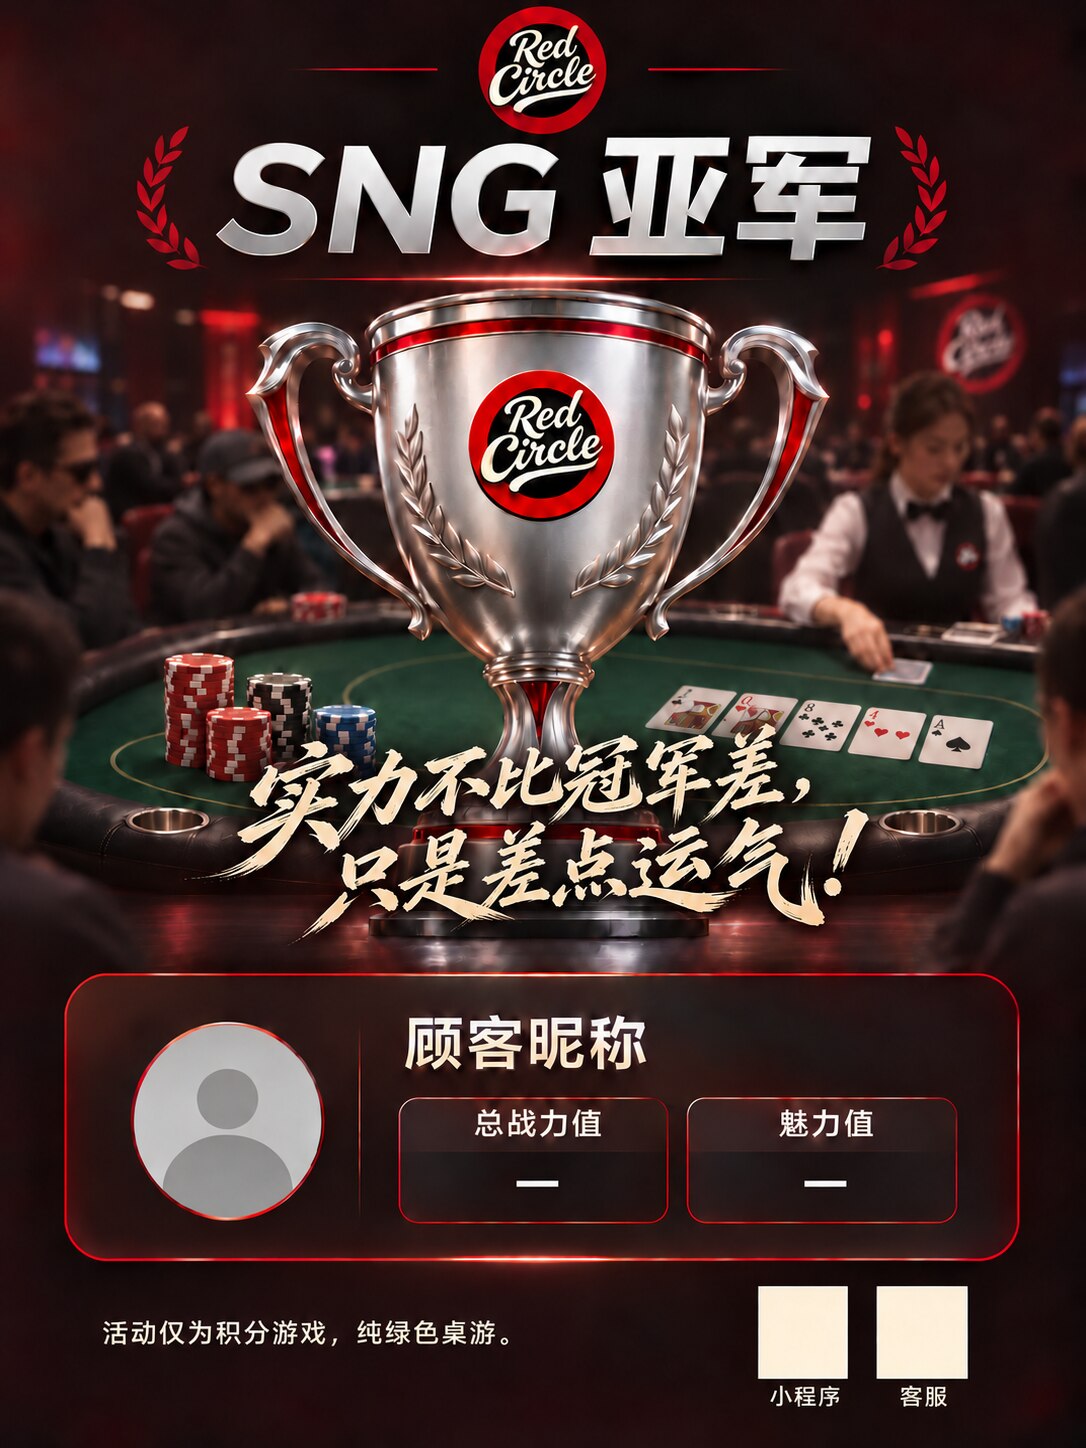 Red
Circle
SNG 亚军
Red
Circle
Red
Circle
实力不比冠军差，
只是差点运气！
顾客昵称
总战力值
魅力值
—
—
活动仅为积分游戏，纯绿色桌游。
小程序
客服